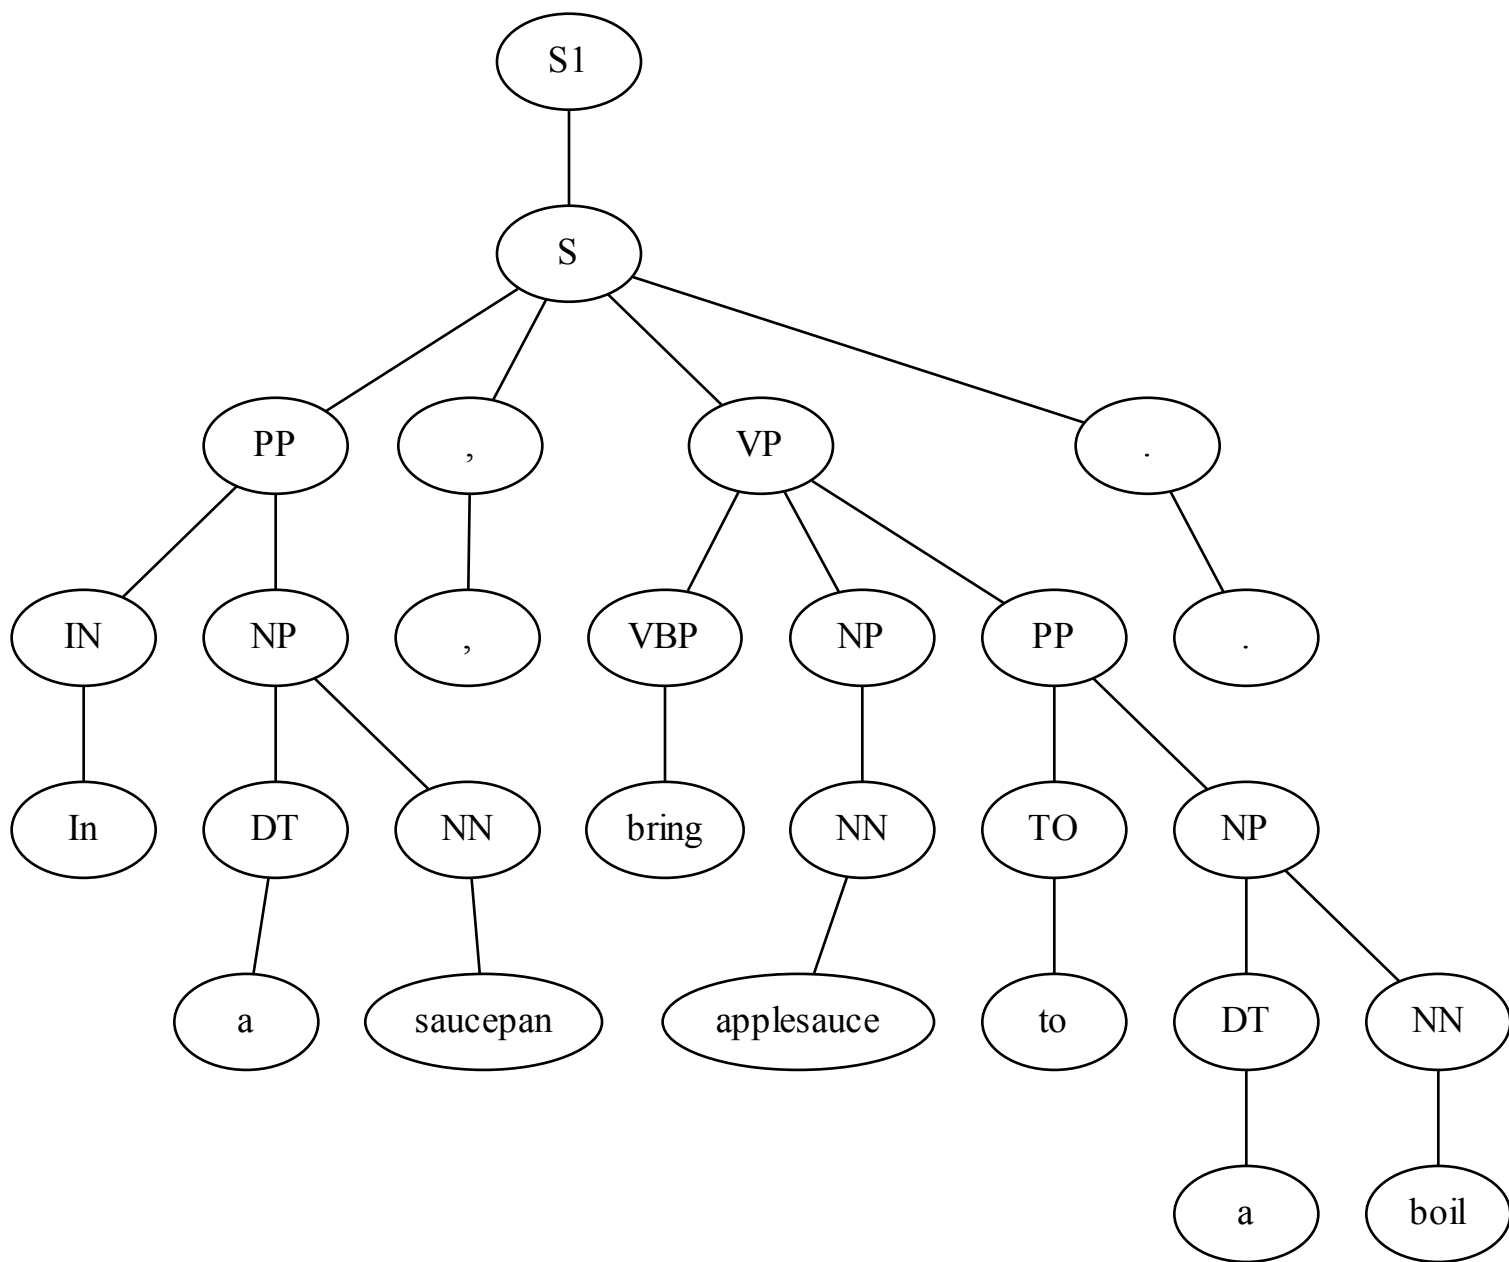 S1
S
PP , VP .
IN NP , VBP NP PP .
In DT NN bring NN TO NP
a saucepan applesauce to DT NN
a boil